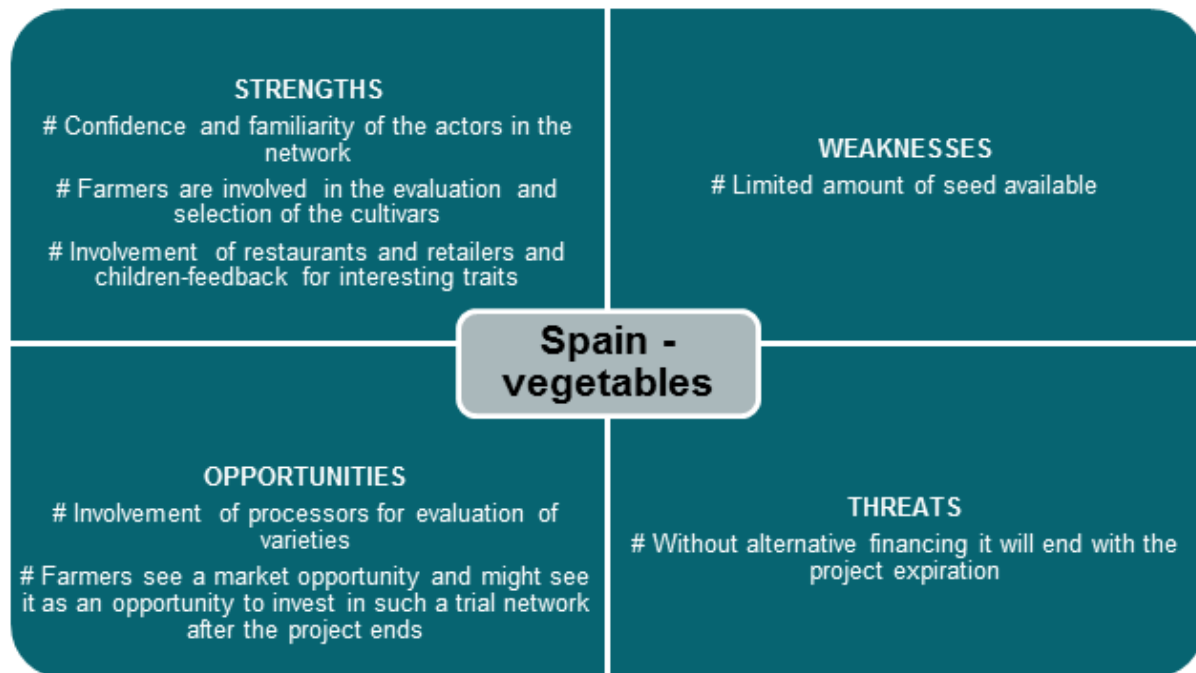 STRENGTHS
# Confidence and familiarity of the actors in the
network
# Farmers are involved in the evaluation and
selection of the cultivars
# Involvement of restaurants and retailers and
children-feedback for interesting traits
WEAKNESSES
# Limited amount of seed available
Spain -
vegetables
OPPORTUNITIES
# Involvement of processors for evaluation of
varieties
# Farmers see a market opportunity and might see
it as an opportunity to invest in such a trial network
after the project ends
THREATS
# Without alternative financing it will end with the
project expiration